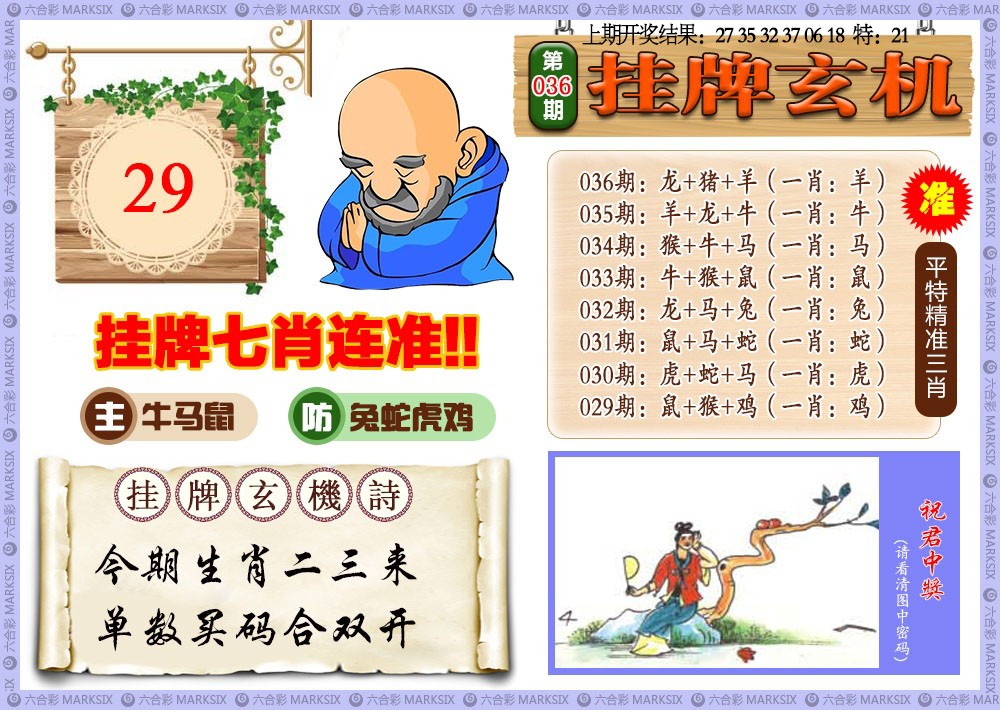 上期开奖结果：27 35 32 37 06 18 特：21
第036期
挂牌玄机
29
挂牌七肖连准!!
主 牛马鼠
防 兔蛇虎鸡
挂牌玄機詩
今期生肖二三来
单数买码合双开
036期：龙+猪+羊（一肖：羊）
035期：羊+龙+牛（一肖：牛）
034期：猴+牛+马（一肖：马）
033期：牛+猴+鼠（一肖：鼠）
032期：龙+马+兔（一肖：兔）
031期：鼠+马+蛇（一肖：蛇）
030期：虎+蛇+马（一肖：虎）
029期：鼠+猴+鸡（一肖：鸡）
准
平特精准三肖
祝君中奖
（请看清图中密码）
4
六合彩 MARKSIX